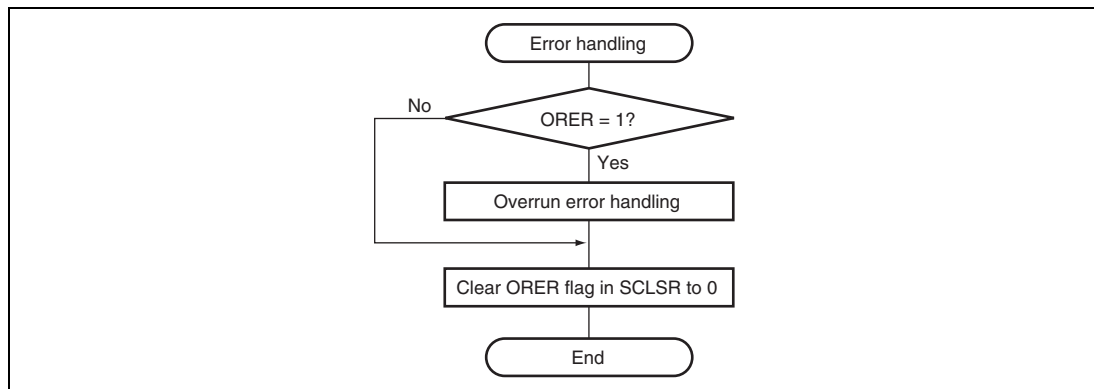 Error handling
No
ORER = 1?
Yes
Overrun error handling
Clear ORER flag in SCLSR to 0
End